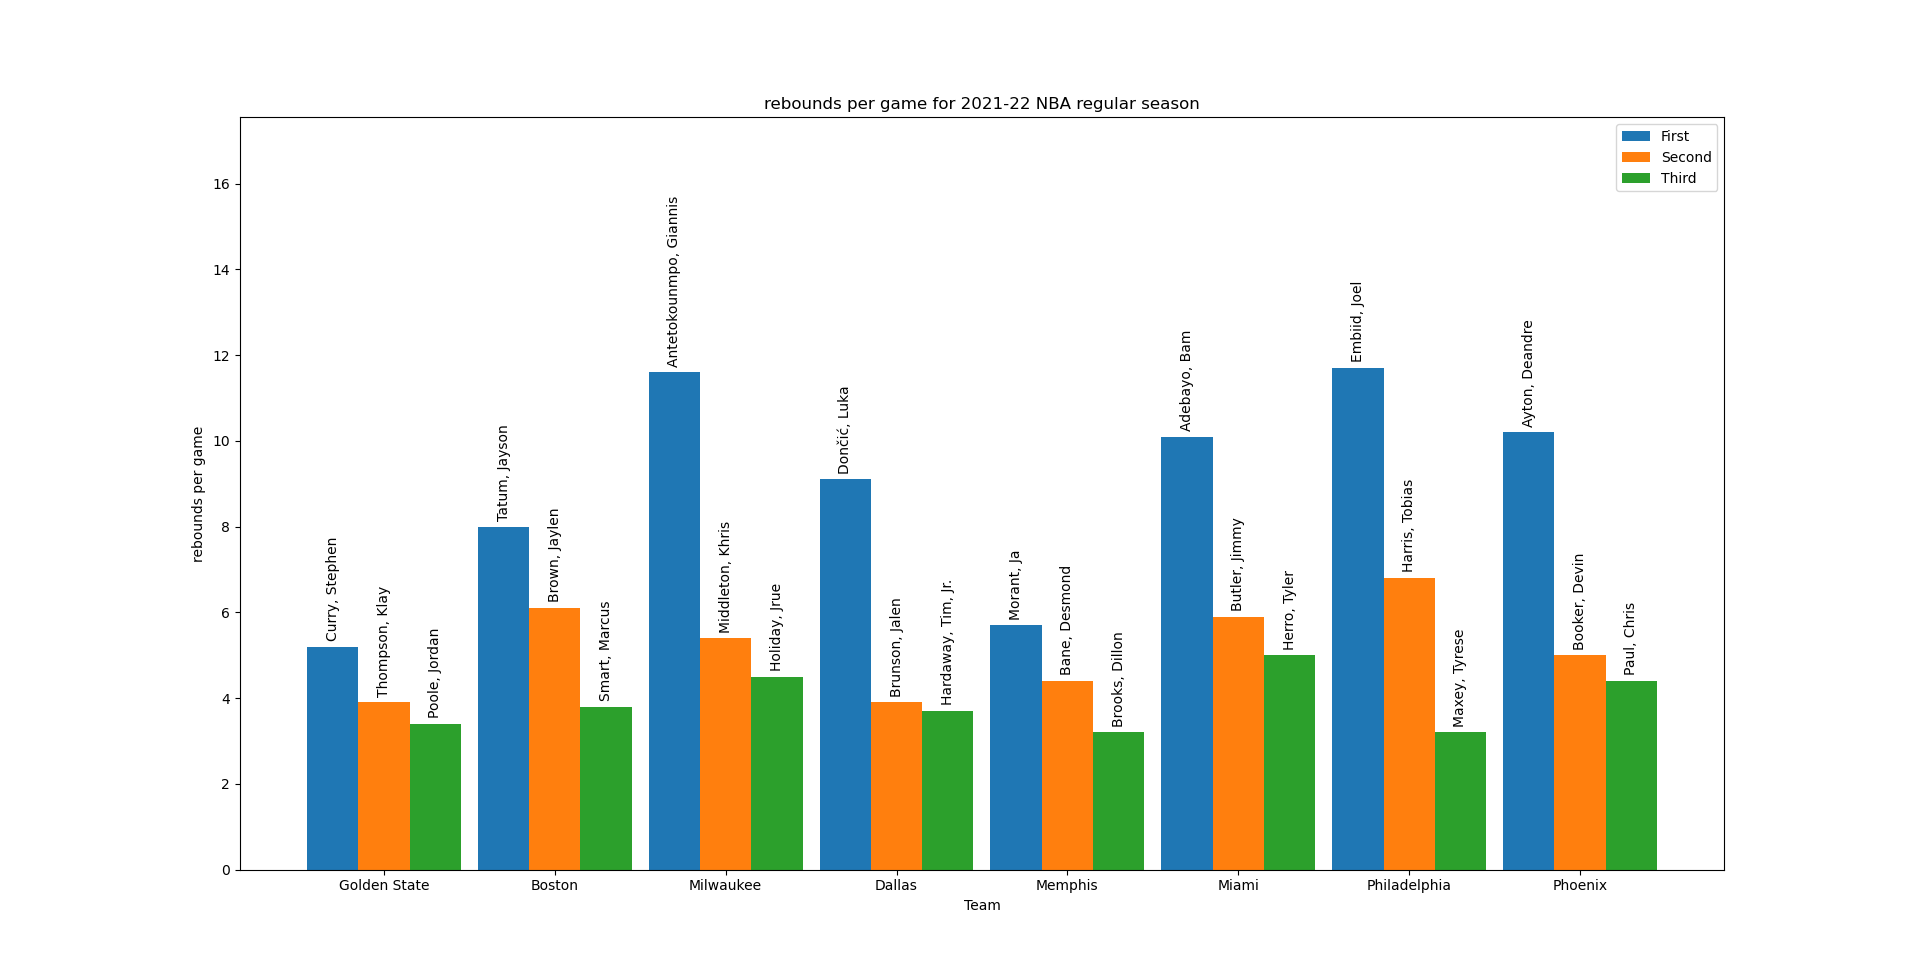 rebounds per game for 2021-22 NBA regular season
First
Second
Third
rebounds per game
16
14
12
10
8
6
4
2
0
Curry, Stephen
Thompson, Klay
Poole, Jordan
Tatum, Jayson
Brown, Jaylen
Smart, Marcus
Antetokounmpo, Giannis
Middleton, Khris
Holiday, Jrue
Dončić, Luka
Brunson, Jalen
Hardaway, Tim, Jr.
Morant, Ja
Bane, Desmond
Brooks, Dillon
Adebayo, Bam
Butler, Jimmy
Herro, Tyler
Embiid, Joel
Harris, Tobias
Maxey, Tyrese
Ayton, Deandre
Booker, Devin
Paul, Chris
Golden State
Boston
Milwaukee
Dallas
Memphis
Miami
Philadelphia
Phoenix
Team